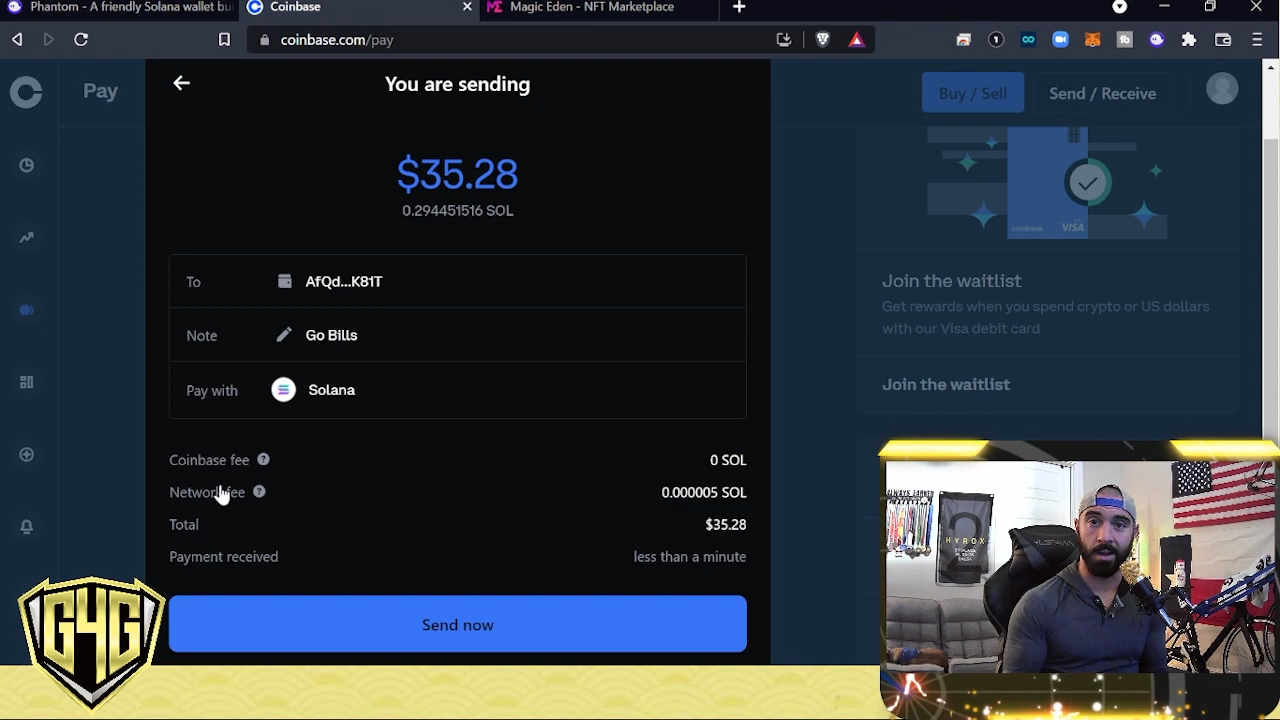 Phantom - A friendly Solana wallet bu
Coinbase
Magic Eden - NFT Marketplace
coinbase.com/pay
Pay
You are sending
Buy / Sell
Send / Receive
$35.28
0.294451516 SOL
coinbase VISA
To AfQd...K81T
Note Go Bills
Pay with Solana
Join the waitlist
Get rewards when you spend crypto or US dollars
with our Visa debit card
Join the waitlist
Coinbase fee 0 SOL
Network fee 0.000005 SOL
Total $35.28
Payment received less than a minute
Send now
G4G
HYROX